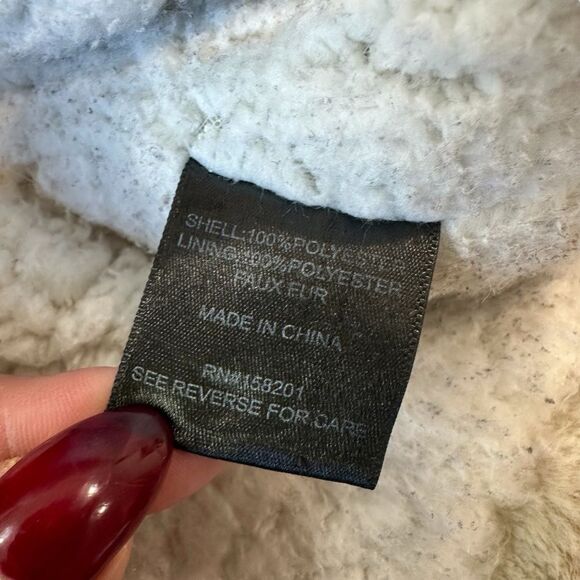 SHELL:100%POLYESTER
LINING:100%POLYESTER
FAUX FUR
MADE IN CHINA
RN#158201
SEE REVERSE FOR CARE